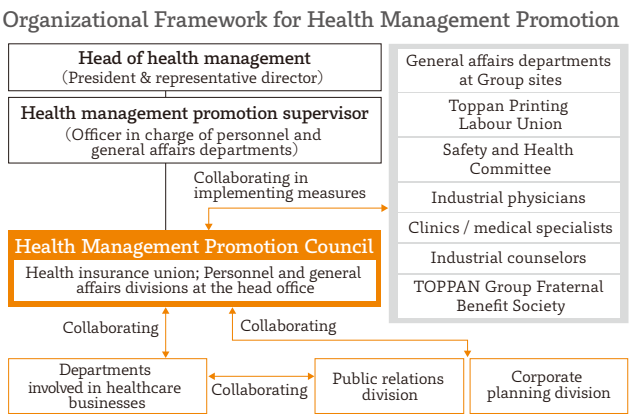 Organizational Framework for Health Management Promotion
Head of health management
(President & representative director)
Health management promotion supervisor
(Officer in charge of personnel and
general affairs departments)
Collaborating in
implementing measures
Health Management Promotion Council
Health insurance union; Personnel and general
affairs divisions at the head office
General affairs departments
at Group sites
Toppan Printing
Labour Union
Safety and Health
Committee
Industrial physicians
Clinics / medical specialists
Industrial counselors
TOPPAN Group Fraternal
Benefit Society
Collaborating
Collaborating
Departments
involved in healthcare
businesses
Collaborating
Public relations
division
Corporate
planning division